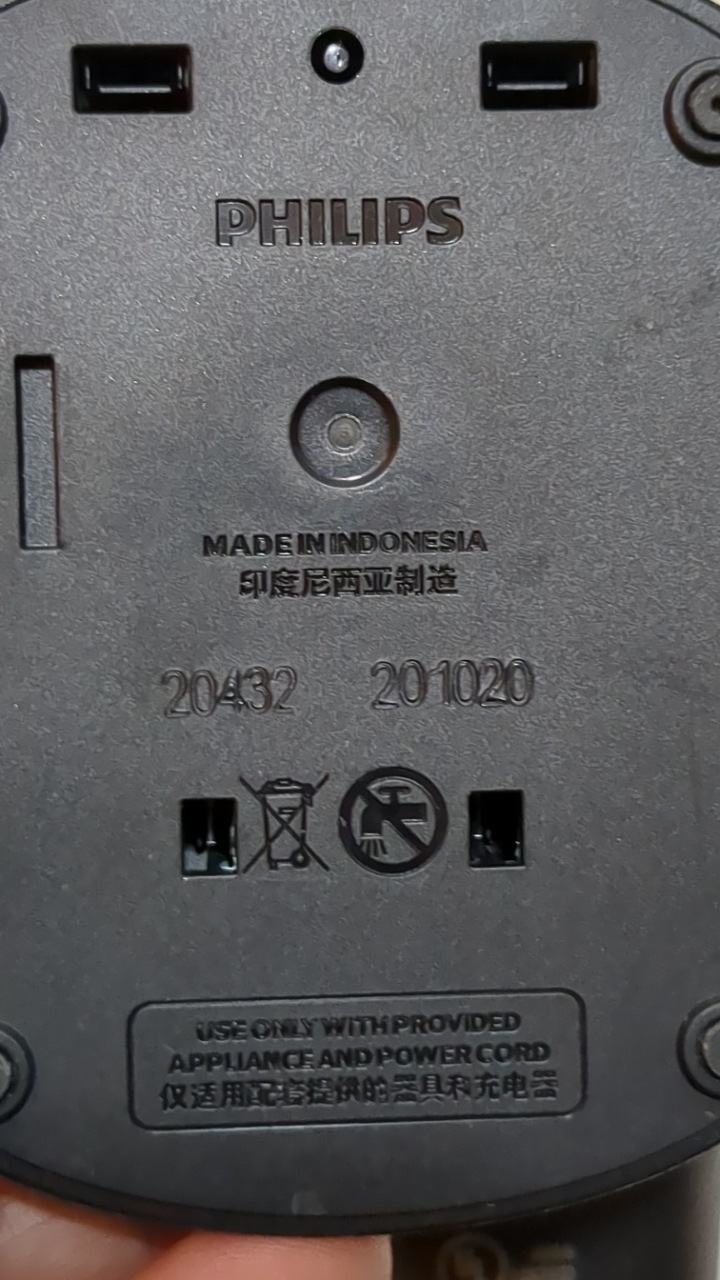 PHILIPS
MADE IN INDONESIA
印度尼西亚制造
20432 201020
USE ONLY WITH PROVIDED
APPLIANCE AND POWER CORD
仅适用配套提供的器具和充电器